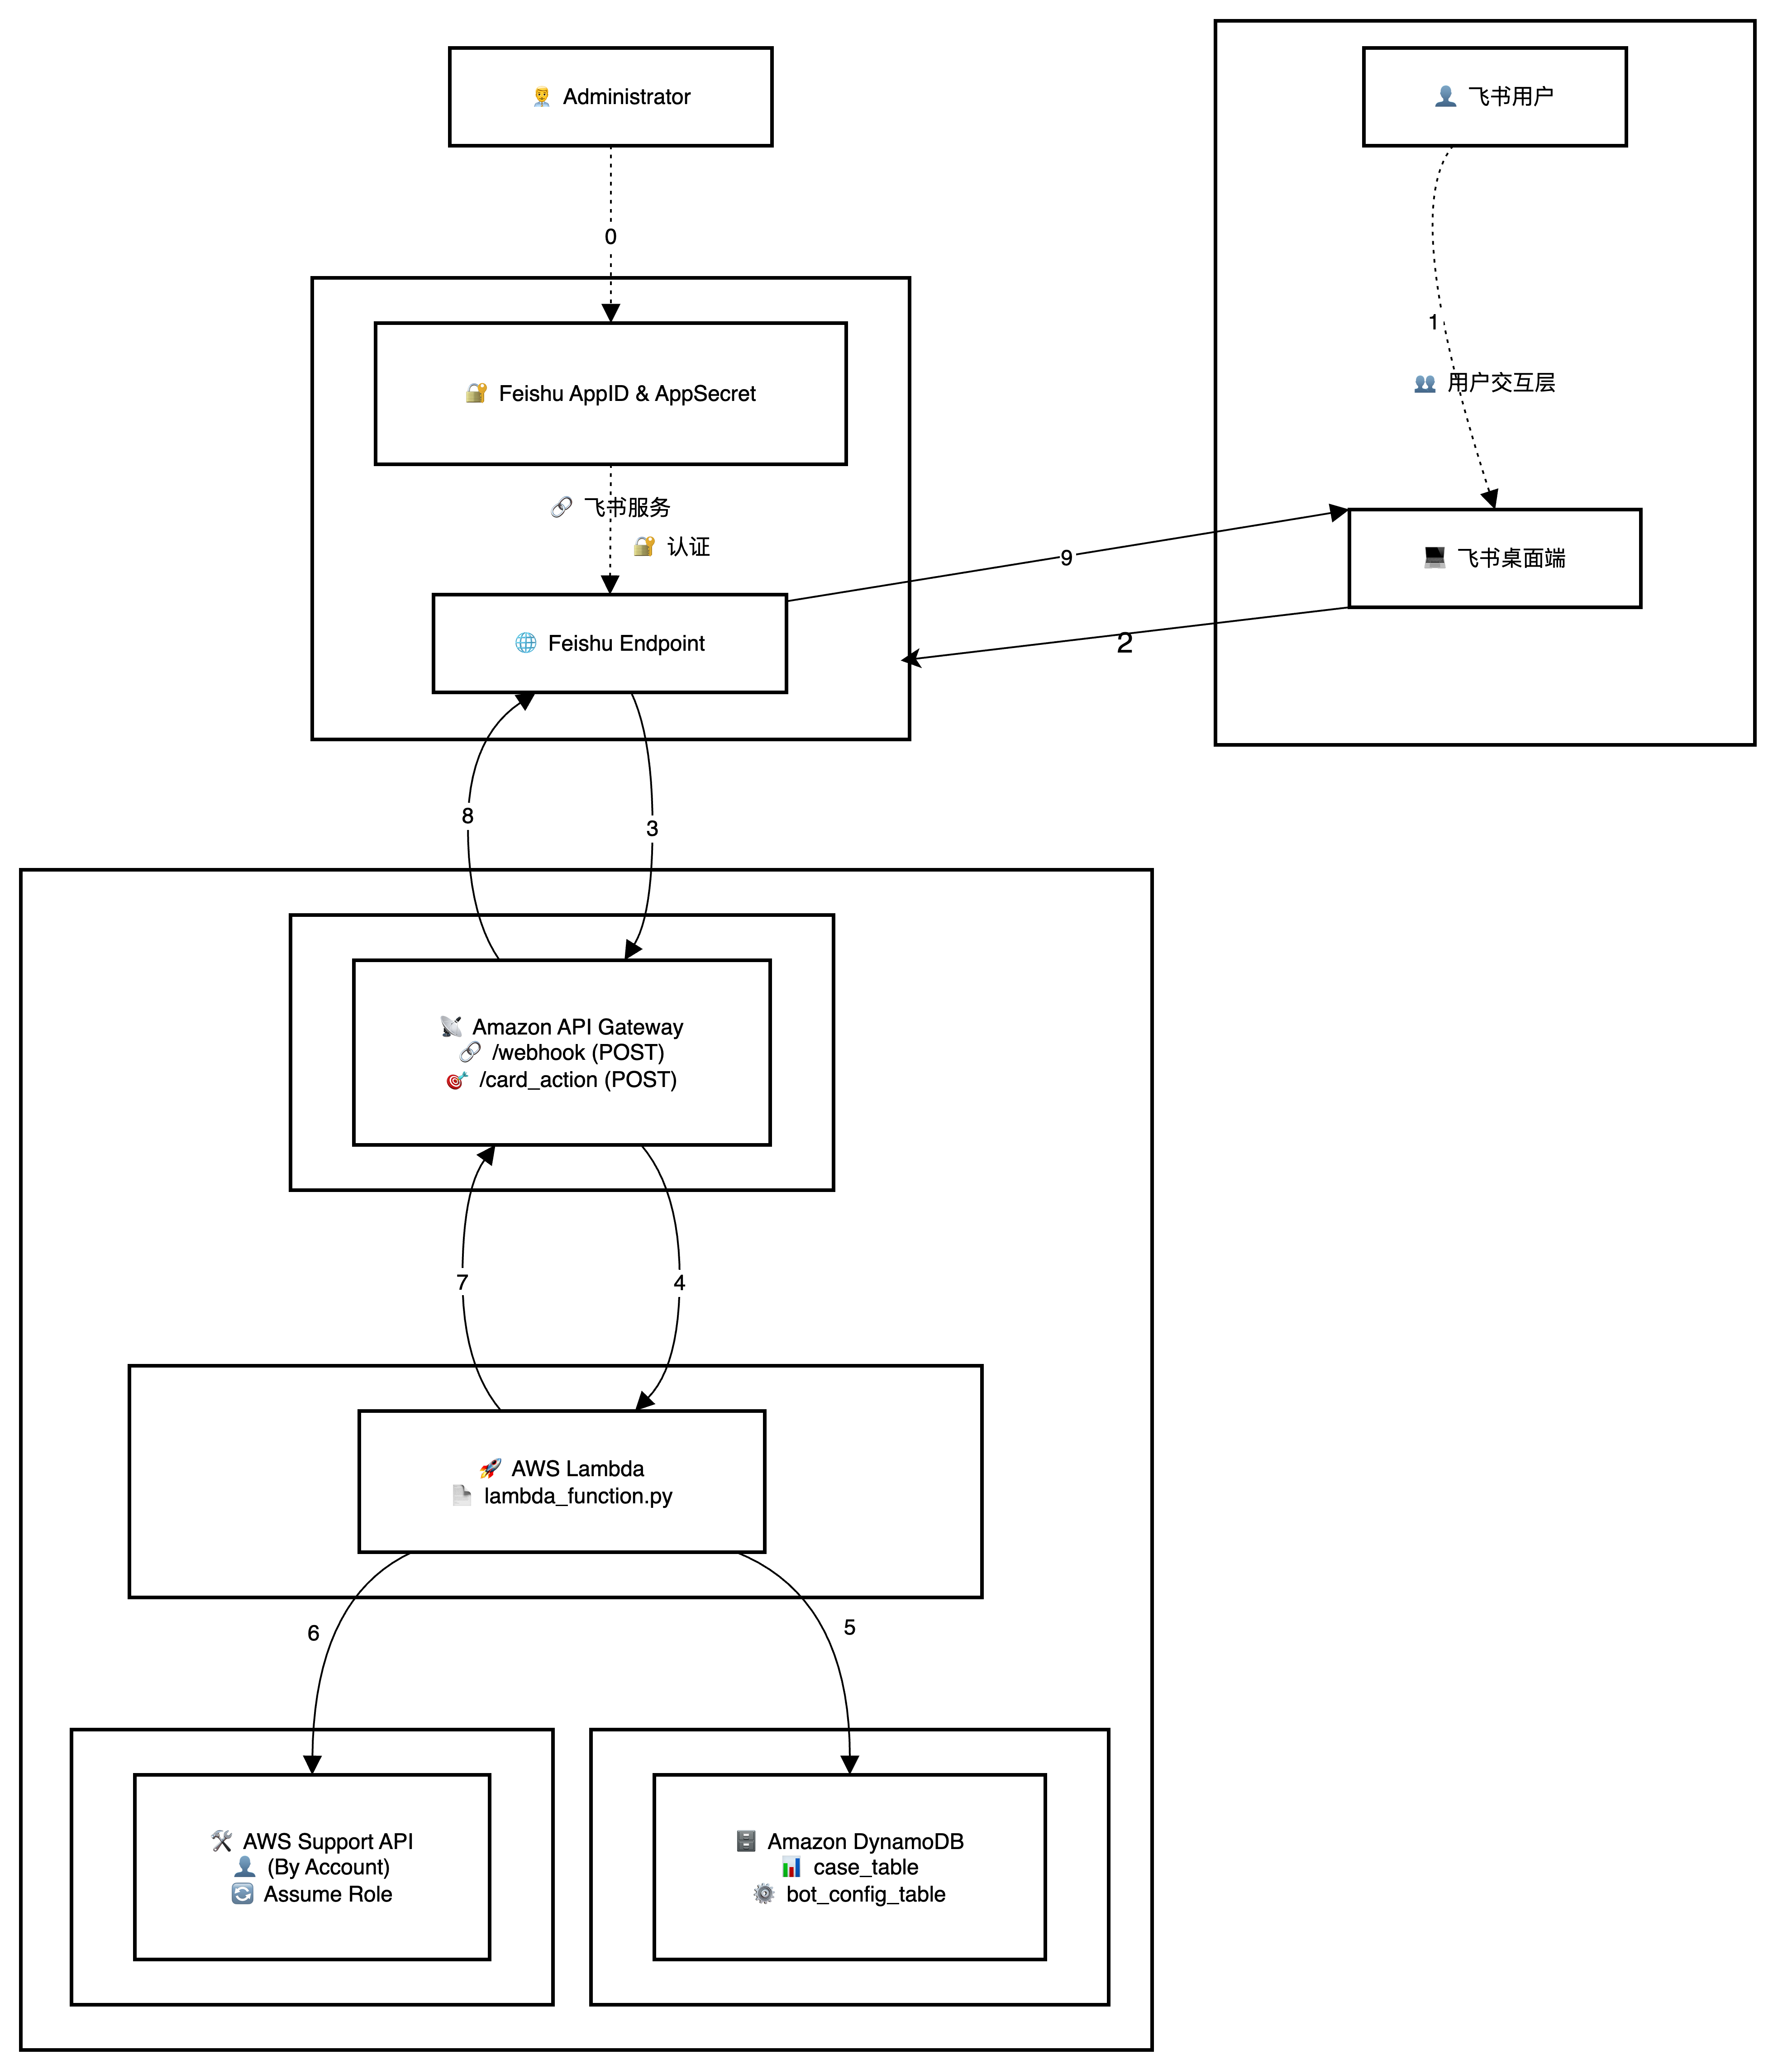 Administrator
飞书用户
0
1
Feishu AppID & AppSecret
用户交互层
飞书服务
认证
9
飞书桌面端
Feishu Endpoint
2
8
3
Amazon API Gateway
/webhook (POST)
/card_action (POST)
7
4
AWS Lambda
lambda_function.py
6
5
AWS Support API
(By Account)
Assume Role
Amazon DynamoDB
case_table
bot_config_table